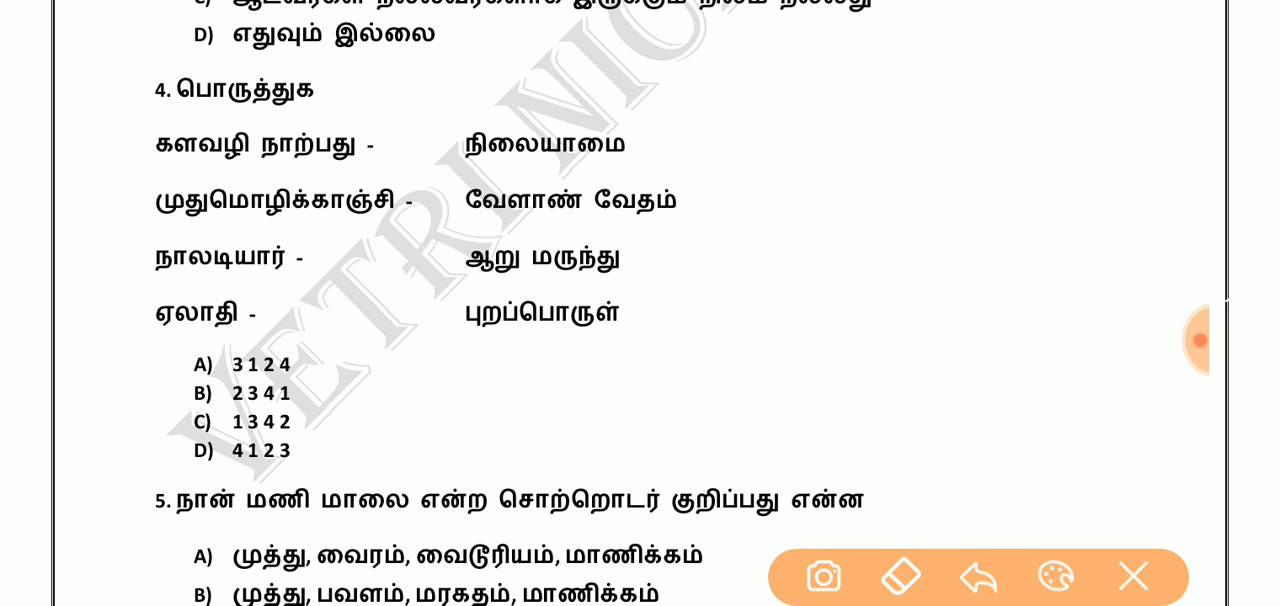 D) எதுவும் இல்லை
4. பொருத்துக
களவழி நாற்பது - நிலையாமை
முதுமொழிக்காஞ்சி - வேளாண் வேதம்
நாலடியார் - ஆறு மருந்து
ஏலாதி - புறப்பொருள்
A) 3 1 2 4
B) 2 3 4 1
C) 1 3 4 2
D) 4 1 2 3
5. நான் மணி மாலை என்ற சொற்றொடர் குறிப்பது என்ன
A) முத்து, வைரம், வைடூரியம், மாணிக்கம்
B) முத்து, பவளம், மரகதம், மாணிக்கம்
VETRI